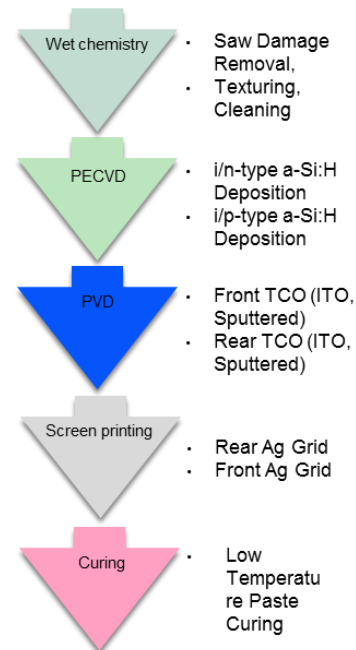 Wet chemistry
• Saw Damage
Removal,
• Texturing,
Cleaning
PECVD
• i/n-type a-Si:H
Deposition
• i/p-type a-Si:H
Deposition
PVD
• Front TCO (ITO,
Sputtered)
• Rear TCO (ITO,
Sputtered)
Screen printing
• Rear Ag Grid
• Front Ag Grid
Curing
• Low
Temperatu
re Paste
Curing